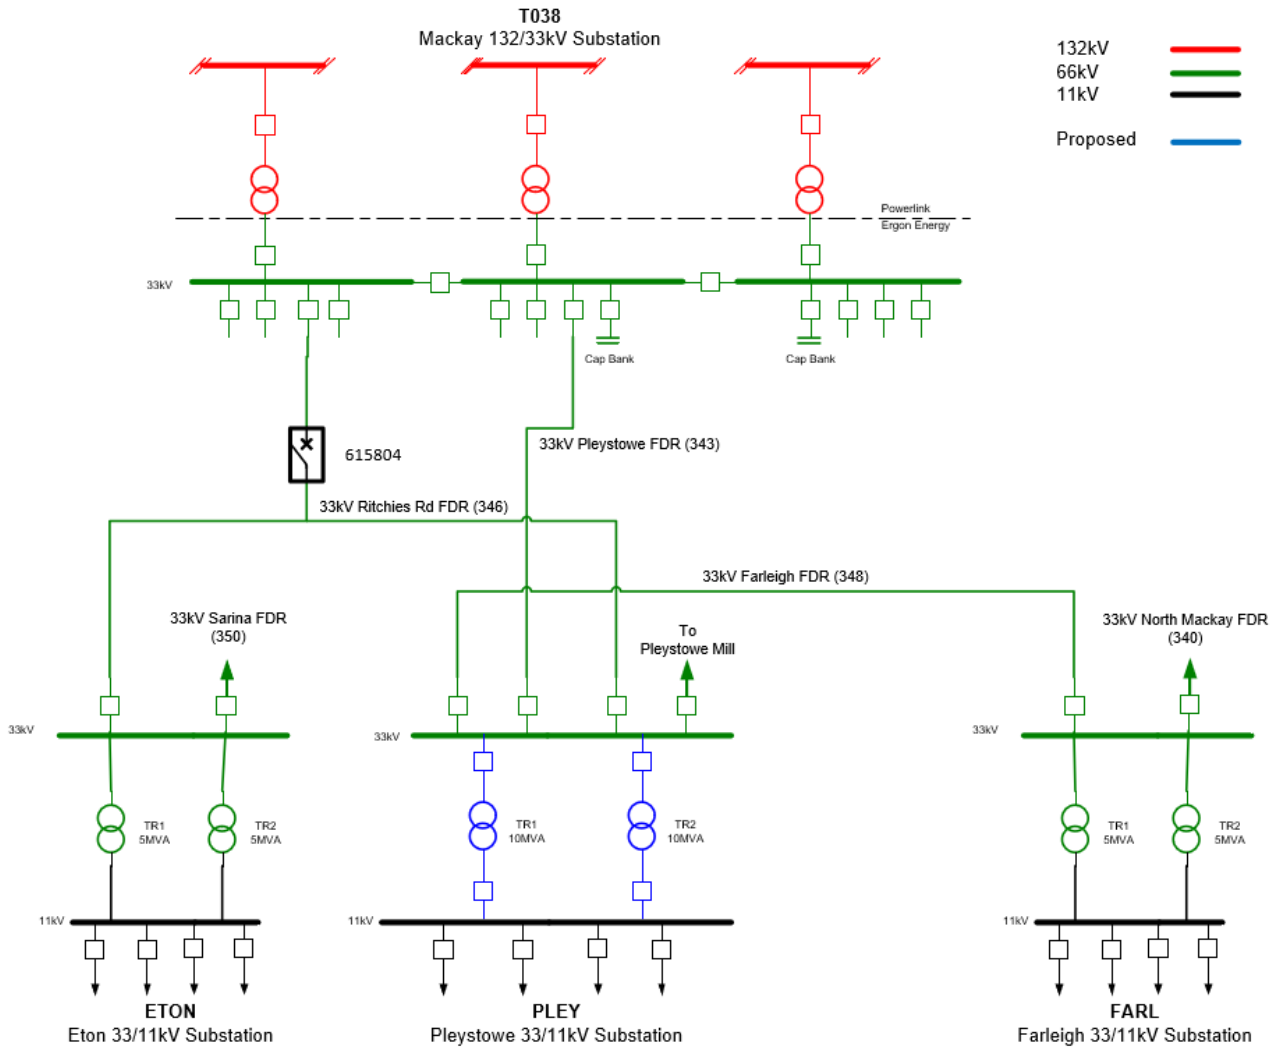 T038
Mackay 132/33kV Substation
132kV
66kV
11kV
Proposed
Powerlink
Ergon Energy
33kV
Cap Bank
Cap Bank
33kV Pleystowe FDR (343)
615804
33kV Ritchies Rd FDR (346)
33kV Farleigh FDR (348)
33kV Sarina FDR
(350)
To
Pleystowe Mill
33kV North Mackay FDR
(340)
33kV
33kV
33kV
TR1
5MVA
TR2
5MVA
TR1
10MVA
TR2
10MVA
TR1
5MVA
TR2
5MVA
11kV
11kV
11kV
ETON
Eton 33/11kV Substation
PLEY
Pleystowe 33/11kV Substation
FARL
Farleigh 33/11kV Substation